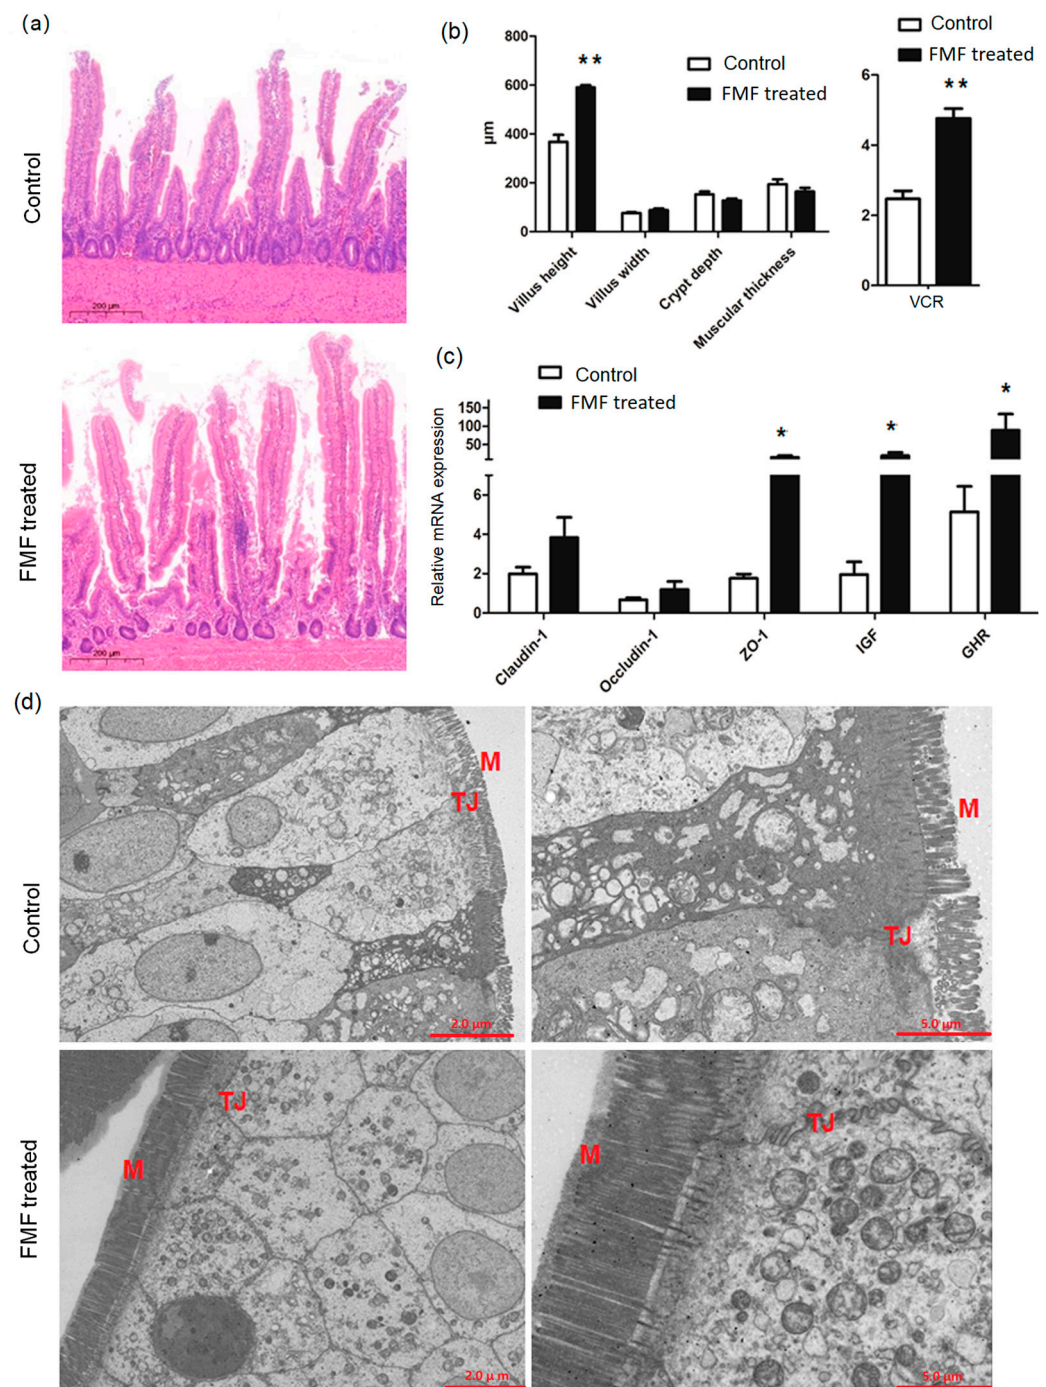 (a)
Control
200 µm
FMF treated
200 µm
(b)
800
600
400
200
0
µm
**
Control
FMF treated
Villus height
Villus width
Crypt depth
Muscular thickness
Control
FMF treated
6
4
2
0
**
VCR
(c)
Control
FMF treated
Relative mRNA expression
150
100
50
6
4
2
0
*
*
*
Claudin-1
Occludin-1
ZO-1
IGF
GHR
(d)
Control
M
TJ
2.0 µm
M
TJ
5.0 µm
FMF treated
TJ
M
2.0 µm
TJ
M
5.0 µm